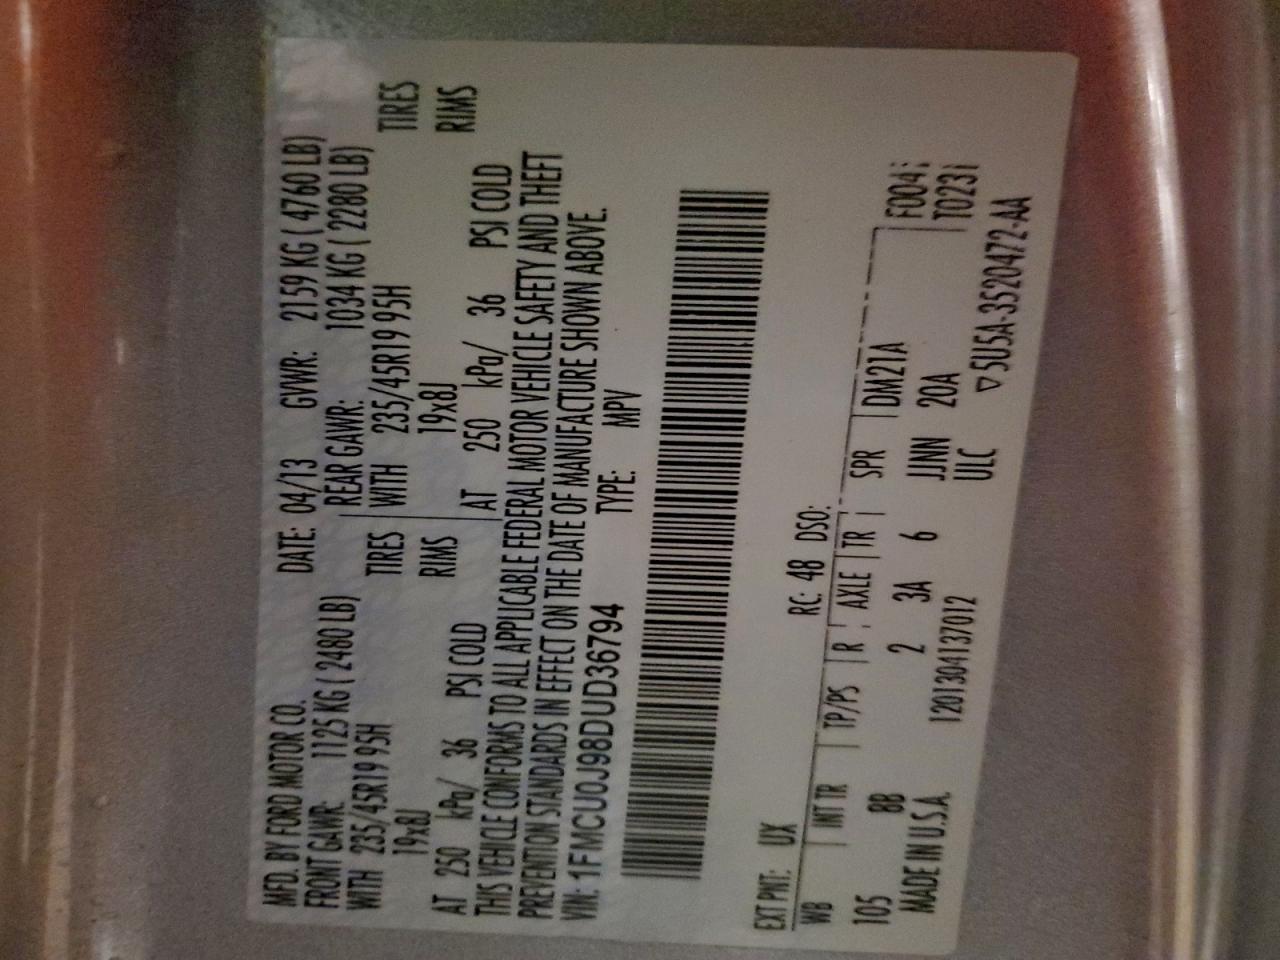 MFD. BY FORD MOTOR CO.
DATE: 04/13 GVWR: 2159 KG ( 4760 LB)
FRONT GAWR: 1125 KG ( 2480 LB) REAR GAWR: 1034 KG ( 2280 LB)
WITH 235/45R19 95H TIRES WITH 235/45R19 95H TIRES
19x8J RIMS 19x8J RIMS
AT 250 kPa/ 36 PSI COLD AT 250 kPa/ 36 PSI COLD
THIS VEHICLE CONFORMS TO ALL APPLICABLE FEDERAL MOTOR VEHICLE SAFETY AND THEFT
PREVENTION STANDARDS IN EFFECT ON THE DATE OF MANUFACTURE SHOWN ABOVE.
VIN: 1FMCU0J98DUD36794 TYPE: MPV
EXT PNT: UX RC: 48 DSO:
WB INT TR TP/PS R AXLE TR SPR DM21A F004
105 8B 2 3A 6 JJNN 20A T023
MADE IN U.S.A. 1201304137012 ULC
▽5U5A-3520472-AA